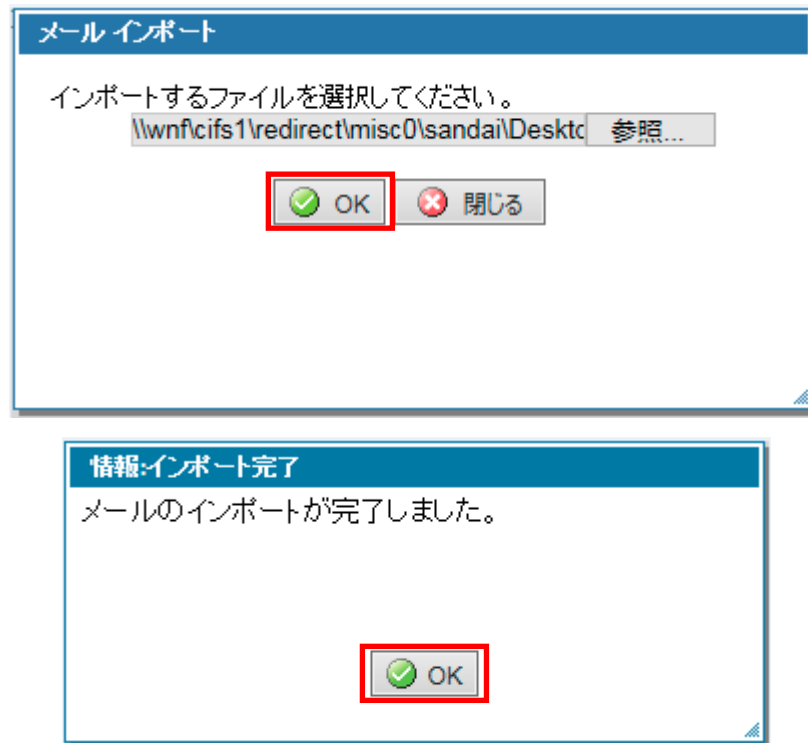 メール インポート
インポートするファイルを選択してください。
\\wnf\cifs1\redirect\misc0\sandai\Deskto 参照...
OK 閉じる
情報:インポート完了
メールのインポートが完了しました。
OK